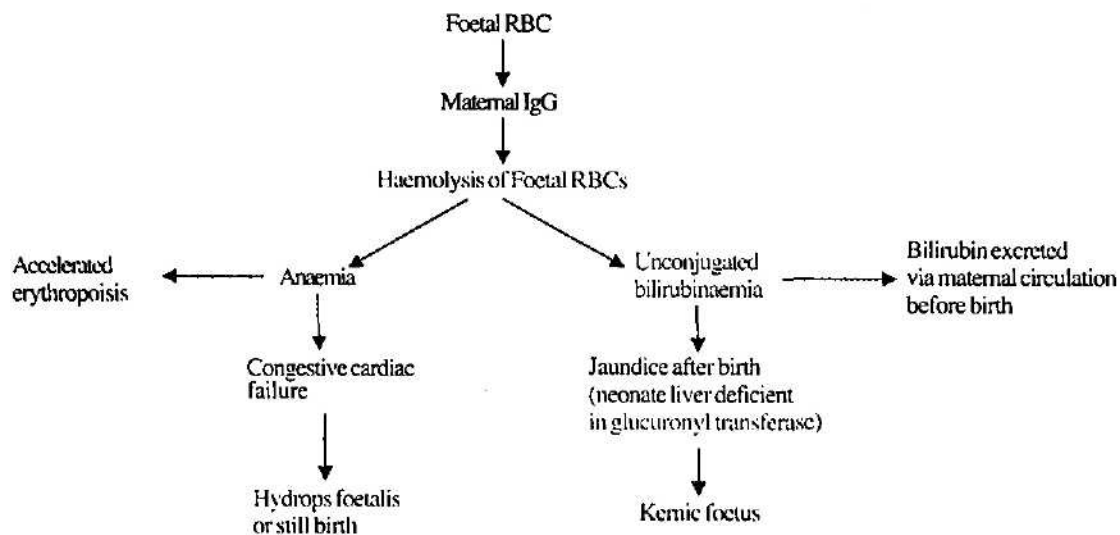 Foetal RBC
Maternal IgG
Haemolysis of Foetal RBCs
Accelerated
erythropoisis
Anaemia
Unconjugated
bilirubinaemia
Bilirubin excreted
via maternal circulation
before birth
Congestive cardiac
failure
Jaundice after birth
(neonate liver deficient
in glucuronyl transferase)
Hydrops foetalis
or still birth
Kernic foetus